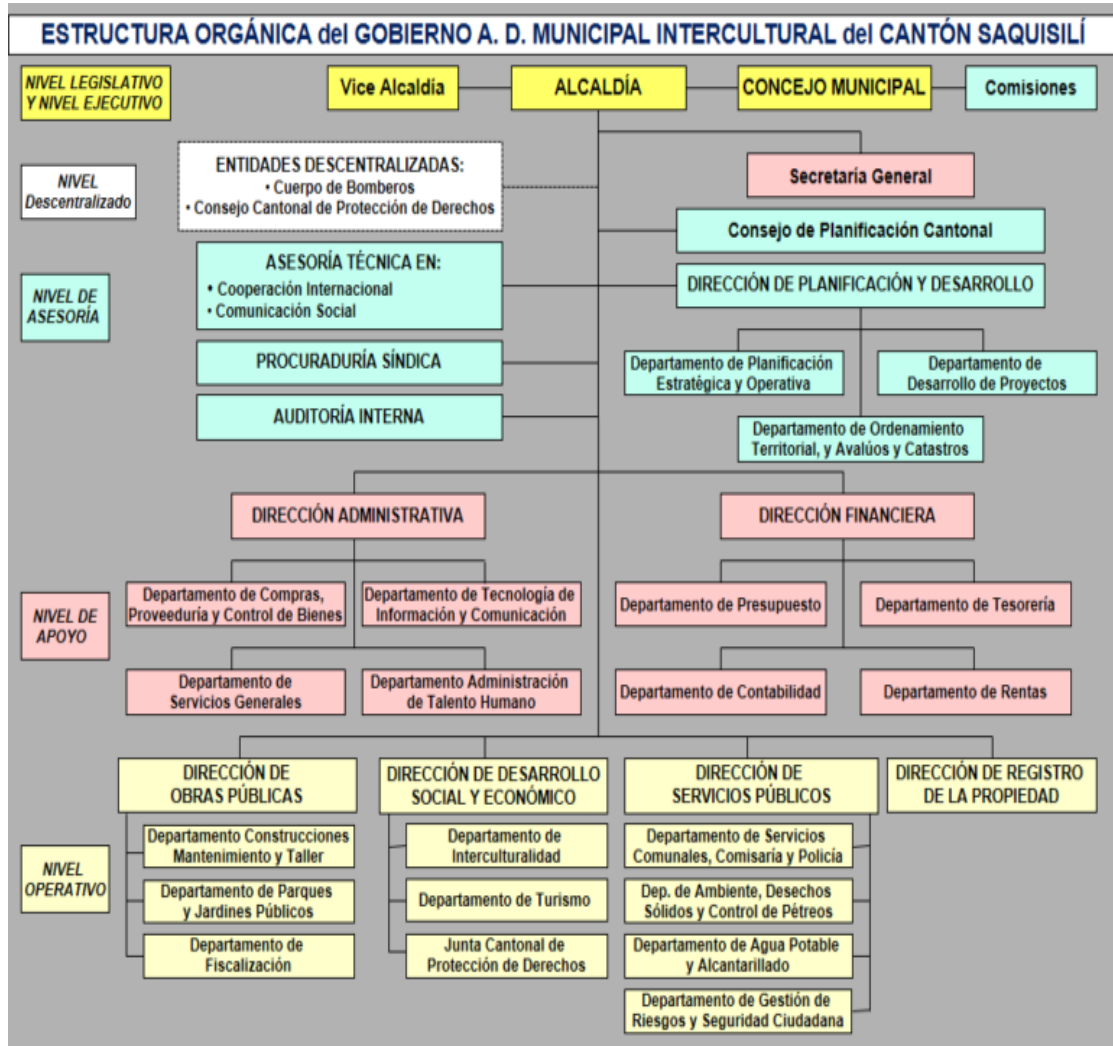 ESTRUCTURA ORGÁNICA del GOBIERNO A. D. MUNICIPAL INTERCULTURAL del CANTÓN SAQUISILÍ
NIVEL LEGISLATIVO
Y NIVEL EJECUTIVO
Vice Alcaldía
ALCALDÍA
CONCEJO MUNICIPAL
Comisiones
NIVEL
Descentralizado
ENTIDADES DESCENTRALIZADAS:
• Cuerpo de Bomberos
• Consejo Cantonal de Protección de Derechos
Secretaría General
Consejo de Planificación Cantonal
NIVEL DE
ASESORÍA
ASESORÍA TÉCNICA EN:
• Cooperación Internacional
• Comunicación Social
DIRECCIÓN DE PLANIFICACIÓN Y DESARROLLO
PROCURADURÍA SÍNDICA
Departamento de Planificación
Estratégica y Operativa
Departamento de
Desarrollo de Proyectos
AUDITORÍA INTERNA
Departamento de Ordenamiento
Territorial, y Avalúos y Catastros
DIRECCIÓN ADMINISTRATIVA
DIRECCIÓN FINANCIERA
NIVEL DE
APOYO
Departamento de Compras,
Proveeduría y Control de Bienes
Departamento de Tecnología de
Información y Comunicación
Departamento de Presupuesto
Departamento de Tesorería
Departamento de
Servicios Generales
Departamento Administración
de Talento Humano
Departamento de Contabilidad
Departamento de Rentas
DIRECCIÓN DE
OBRAS PÚBLICAS
DIRECCIÓN DE DESARROLLO
SOCIAL Y ECONÓMICO
DIRECCIÓN DE
SERVICIOS PÚBLICOS
DIRECCIÓN DE REGISTRO
DE LA PROPIEDAD
NIVEL
OPERATIVO
Departamento Construcciones
Mantenimiento y Taller
Departamento de
Interculturalidad
Departamento de Servicios
Comunales, Comisaría y Policía
Departamento de Parques
y Jardines Públicos
Departamento de Turismo
Dep. de Ambiente, Desechos
Sólidos y Control de Pétreos
Departamento de
Fiscalización
Junta Cantonal de
Protección de Derechos
Departamento de Agua Potable
y Alcantarillado
Departamento de Gestión de
Riesgos y Seguridad Ciudadana